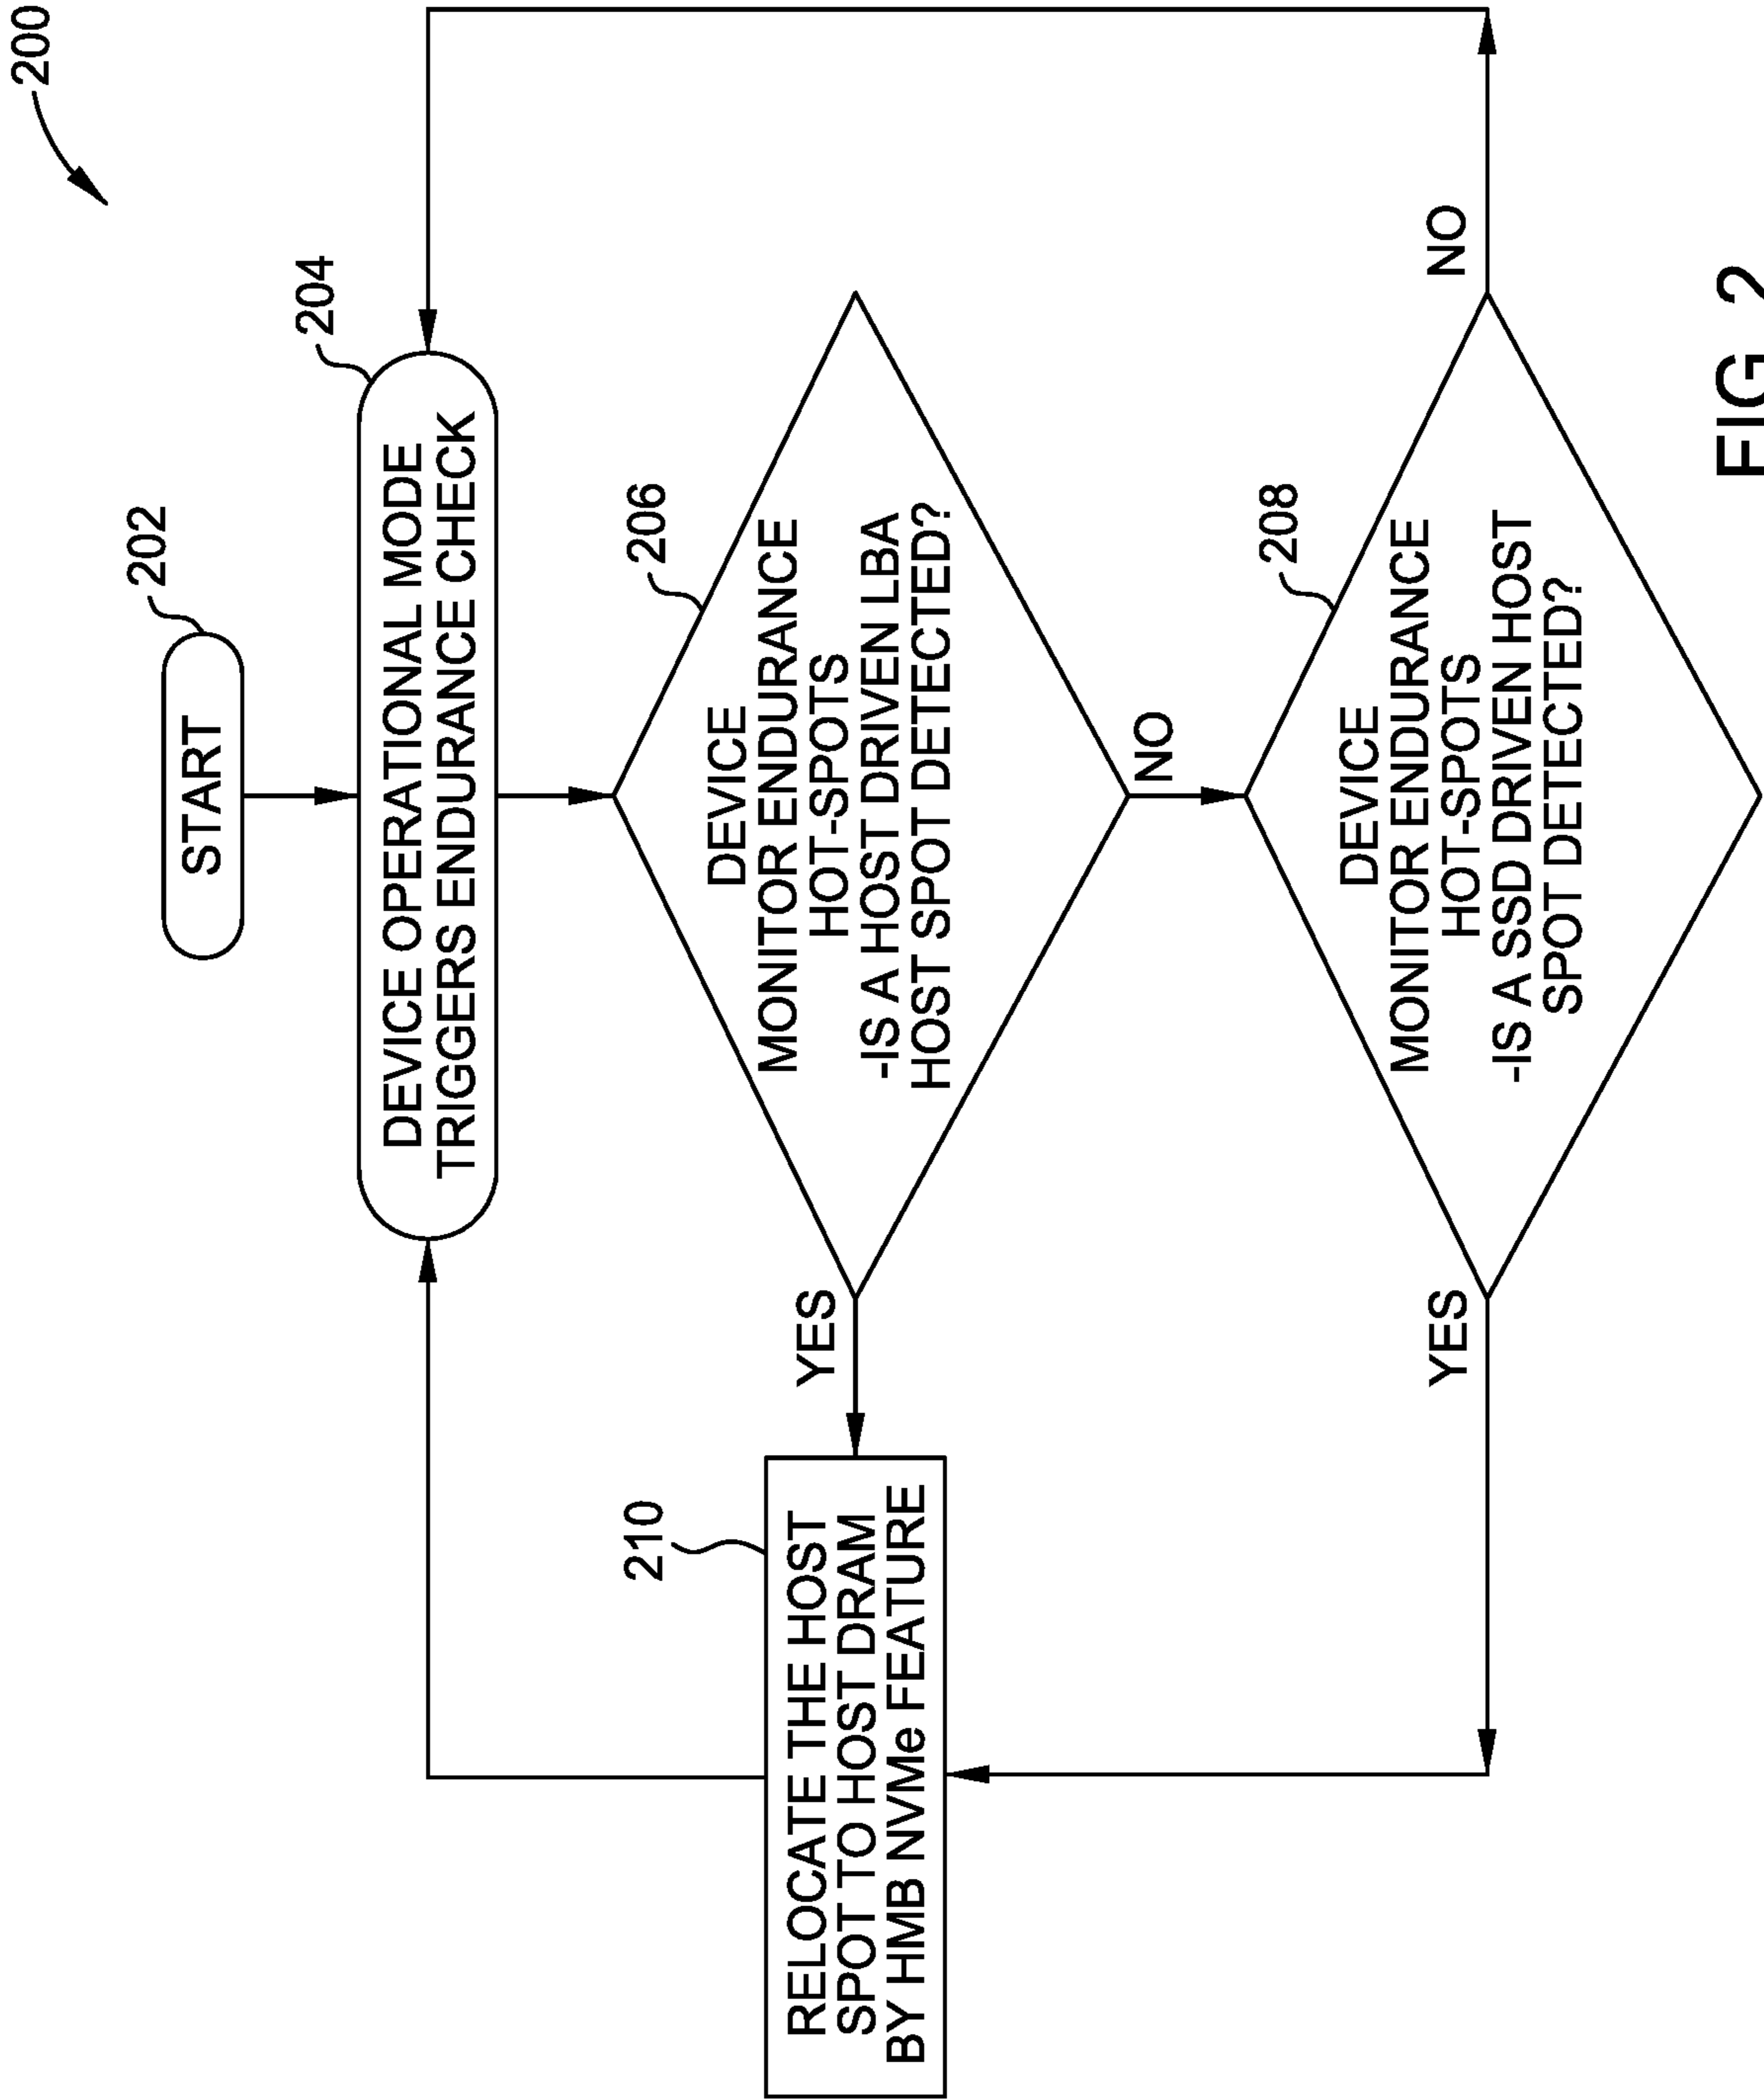 200
START
202
DEVICE OPERATIONAL MODE
TRIGGERS ENDURANCE CHECK
204
DEVICE
MONITOR ENDURANCE
HOT-SPOTS
-IS A HOST DRIVEN LBA
HOST SPOT DETECTED?
206
YES
NO
210
RELOCATE THE HOST
SPOT TO HOST DRAM
BY HMB NVMe FEATURE
DEVICE
MONITOR ENDURANCE
HOT-SPOTS
-IS A SSD DRIVEN HOST
SPOT DETECTED?
208
YES
NO
FIG. 2